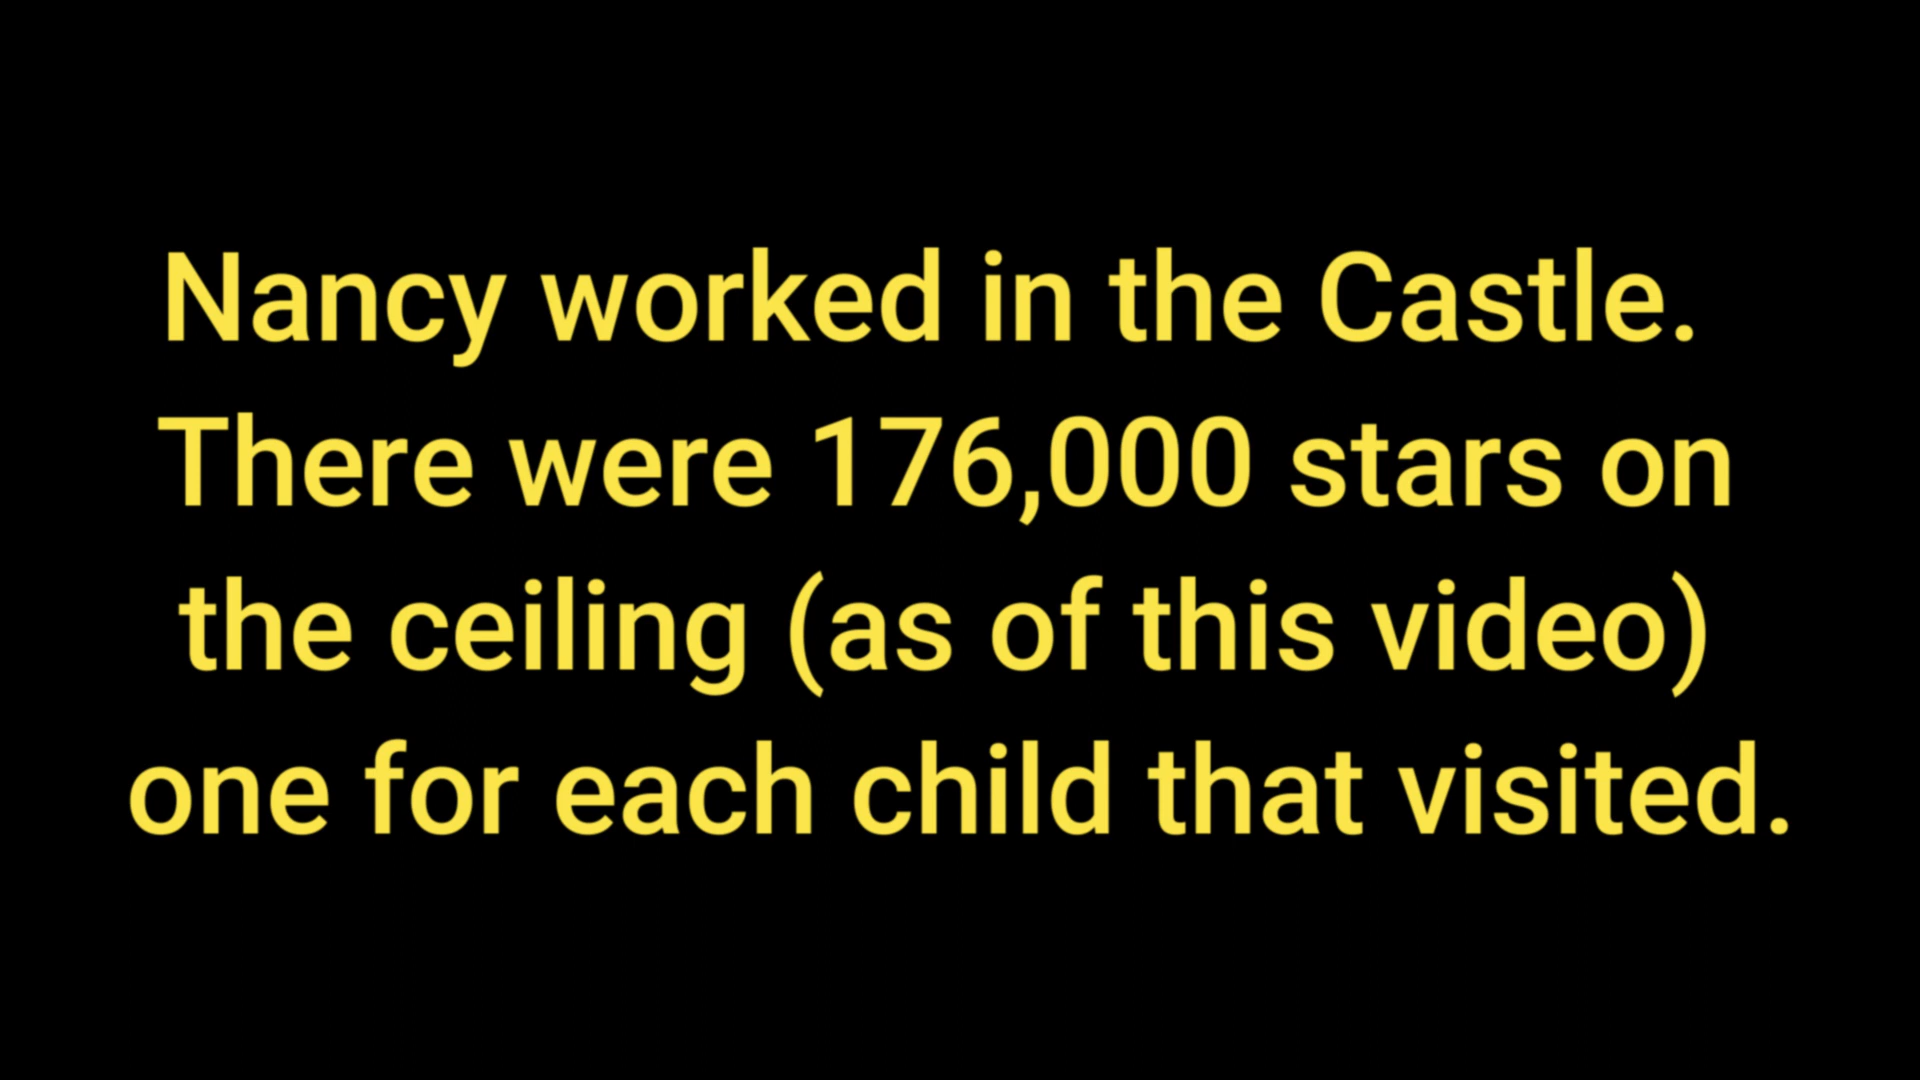 Nancy worked in the Castle.
There were 176,000 stars on
the ceiling (as of this video)
one for each child that visited.